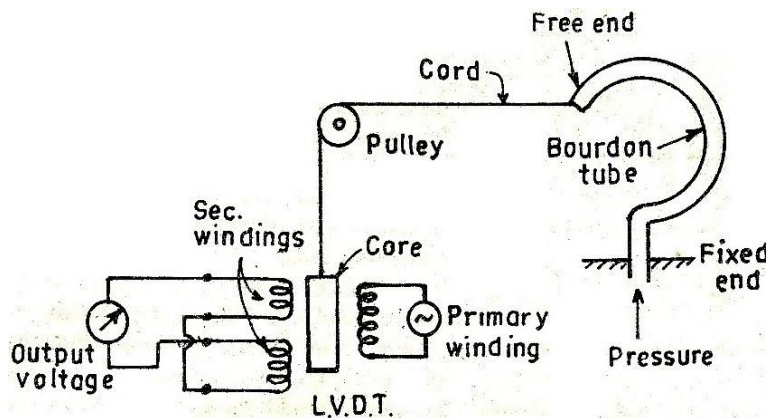 Free end
Cord
Pulley
Bourdon
tube
Sec.
windings
Core
Fixed
end
Primary
winding
Output
voltage
Pressure
L.V.D.T.